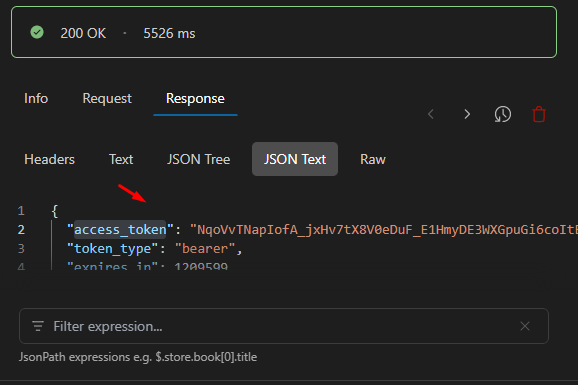 200 OK · 5526 ms
Info Request Response
Headers Text JSON Tree JSON Text Raw
1 {
2 "access_token": "NqoVvTNapIofA_jxHv7tX8V0eDuF_E1HmyDE3WXGpuGi6coItE
3 "token_type": "bearer",
4 "expires_in": 1209599
Filter expression...
JsonPath expressions e.g. $.store.book[0].title